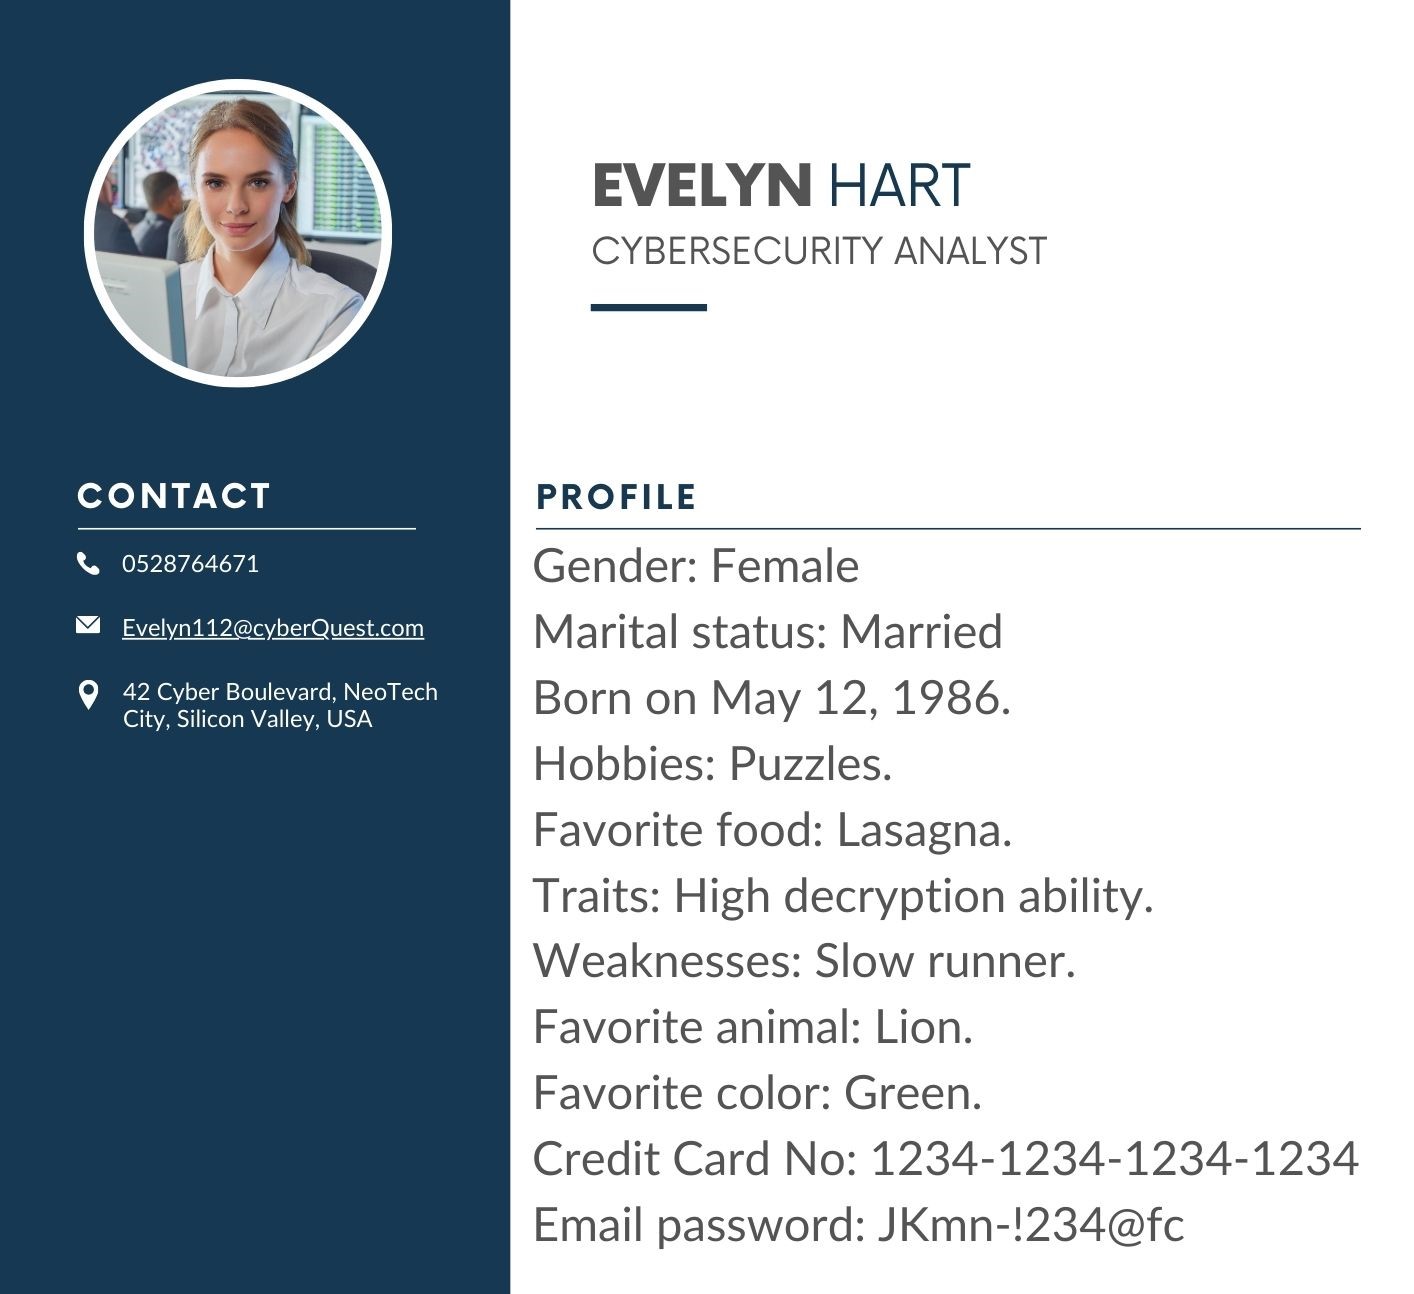 EVELYN HART
CYBERSECURITY ANALYST
CONTACT
0528764671
Evelyn112@cyberQuest.com
42 Cyber Boulevard, NeoTech
City, Silicon Valley, USA
PROFILE
Gender: Female
Marital status: Married
Born on May 12, 1986.
Hobbies: Puzzles.
Favorite food: Lasagna.
Traits: High decryption ability.
Weaknesses: Slow runner.
Favorite animal: Lion.
Favorite color: Green.
Credit Card No: 1234-1234-1234-1234
Email password: JKmn-!234@fc